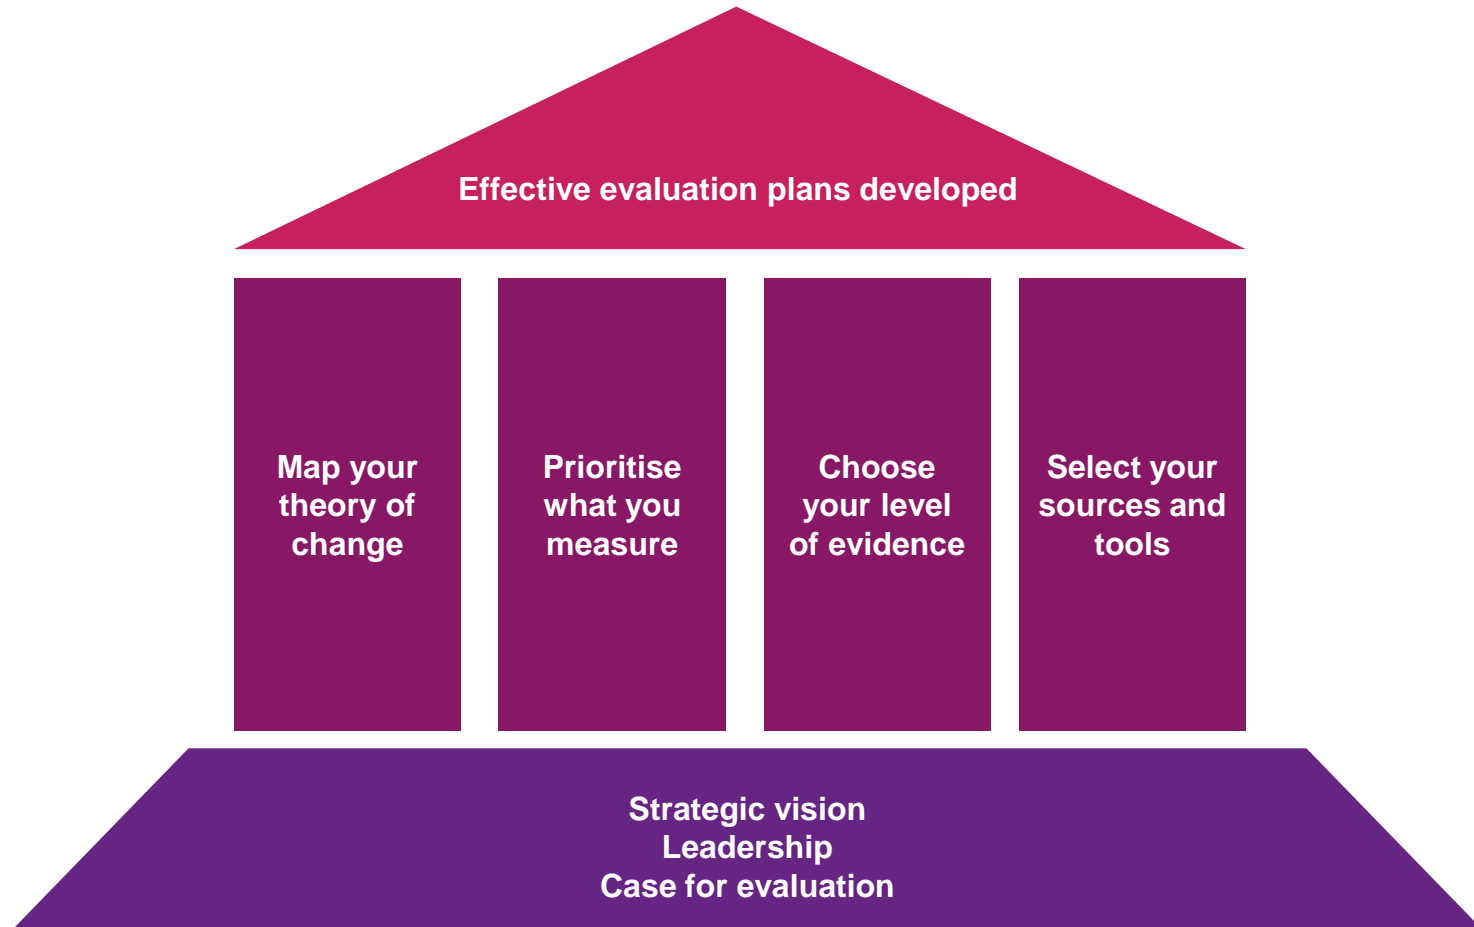 Effective evaluation plans developed
Map your
theory of
change
Prioritise
what you
measure
Choose
your level
of evidence
Select your
sources and
tools
Strategic vision
Leadership
Case for evaluation